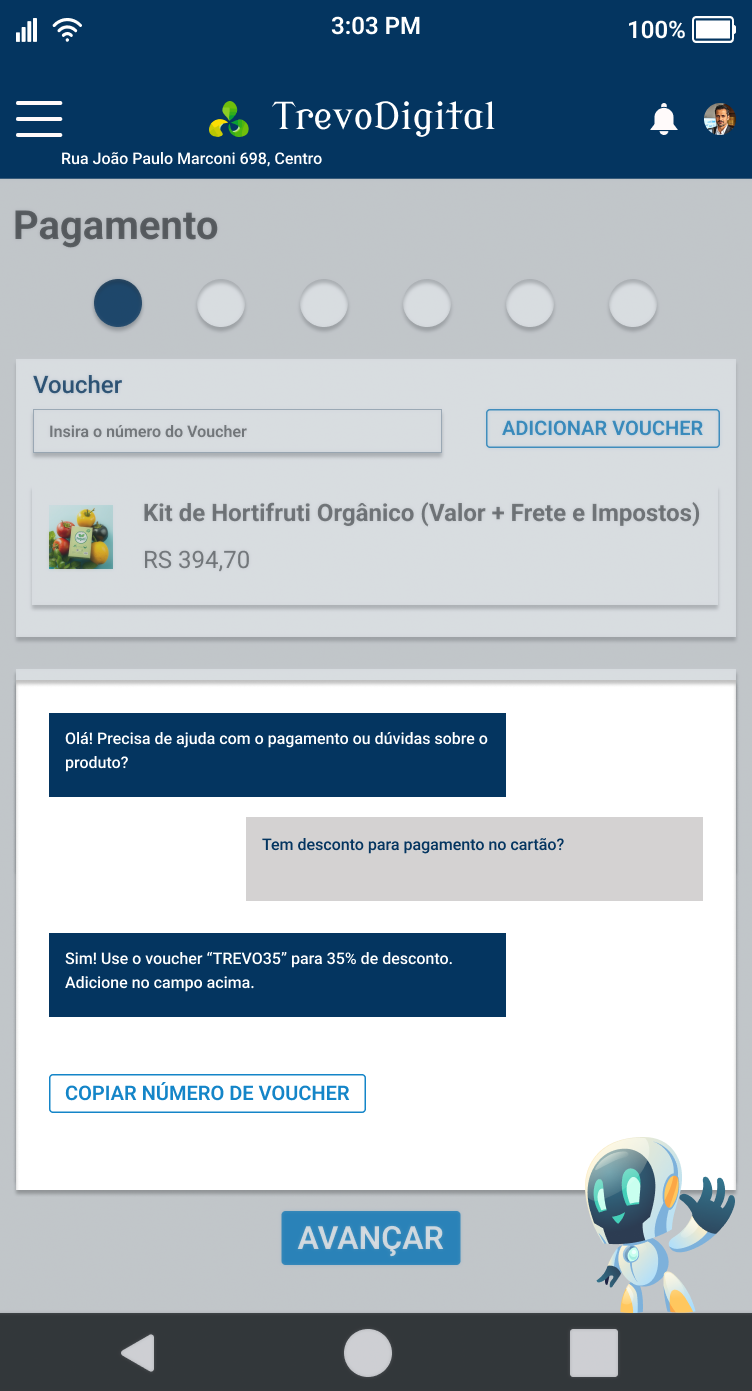 3:03 PM
100%
TrevoDigital
Rua João Paulo Marconi 698, Centro
Pagamento
Voucher
Insira o número do Voucher
ADICIONAR VOUCHER
Kit de Hortifruti Orgânico (Valor + Frete e Impostos)
RS 394,70
Olá! Precisa de ajuda com o pagamento ou dúvidas sobre o
produto?
Tem desconto para pagamento no cartão?
Sim! Use o voucher “TREVO35” para 35% de desconto.
Adicione no campo acima.
COPIAR NÚMERO DE VOUCHER
AVANÇAR